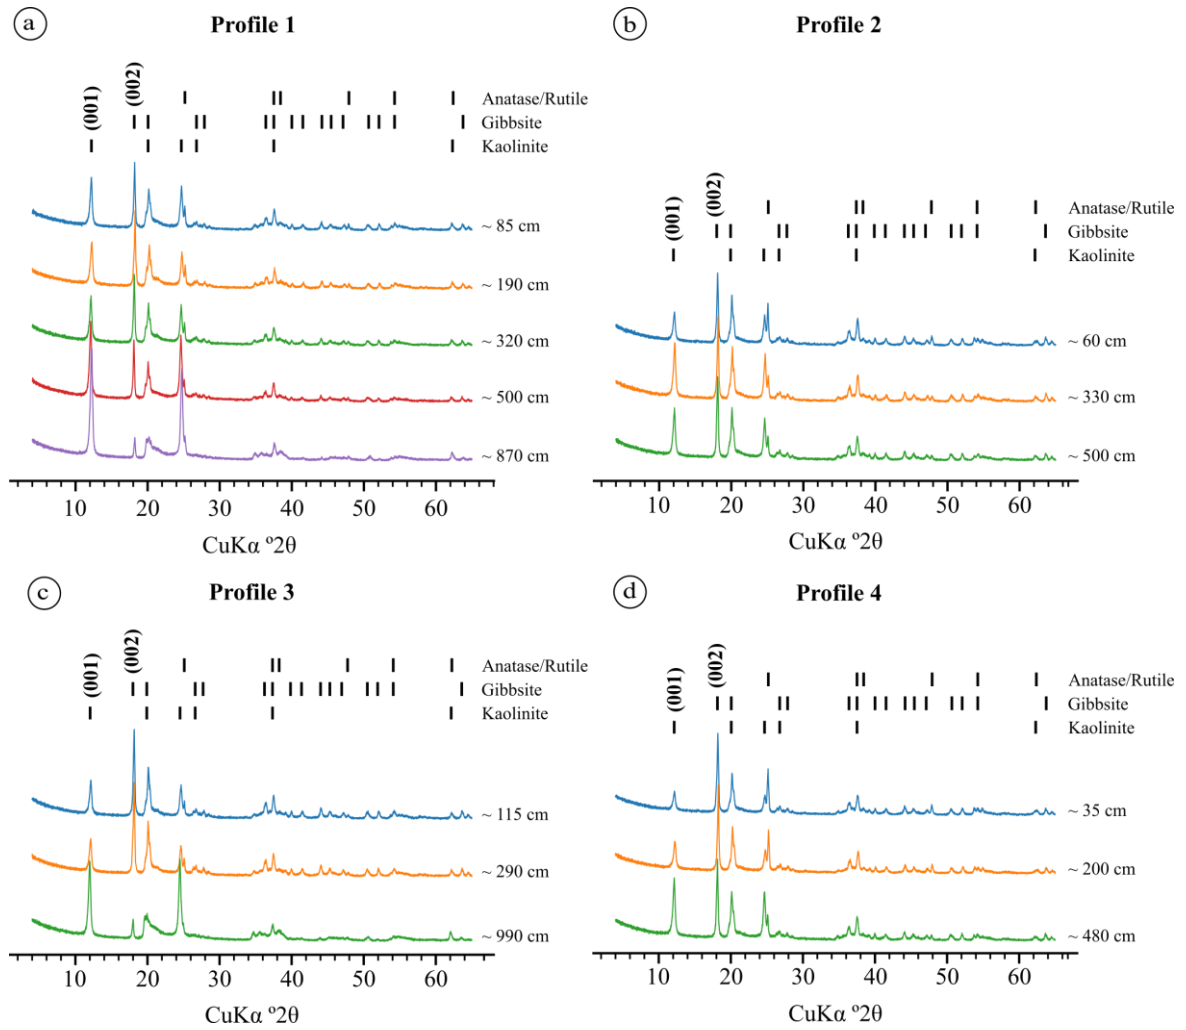 a
Profile 1
(001)
(002)
Anatase/Rutile
Gibbsite
Kaolinite
~ 85 cm
~ 190 cm
~ 320 cm
~ 500 cm
~ 870 cm
10 20 30 40 50 60
CuKα º2θ
b
Profile 2
(001)
(002)
Anatase/Rutile
Gibbsite
Kaolinite
~ 60 cm
~ 330 cm
~ 500 cm
10 20 30 40 50 60
CuKα º2θ
c
Profile 3
(001)
(002)
Anatase/Rutile
Gibbsite
Kaolinite
~ 115 cm
~ 290 cm
~ 990 cm
10 20 30 40 50 60
CuKα º2θ
d
Profile 4
(001)
(002)
Anatase/Rutile
Gibbsite
Kaolinite
~ 35 cm
~ 200 cm
~ 480 cm
10 20 30 40 50 60
CuKα º2θ